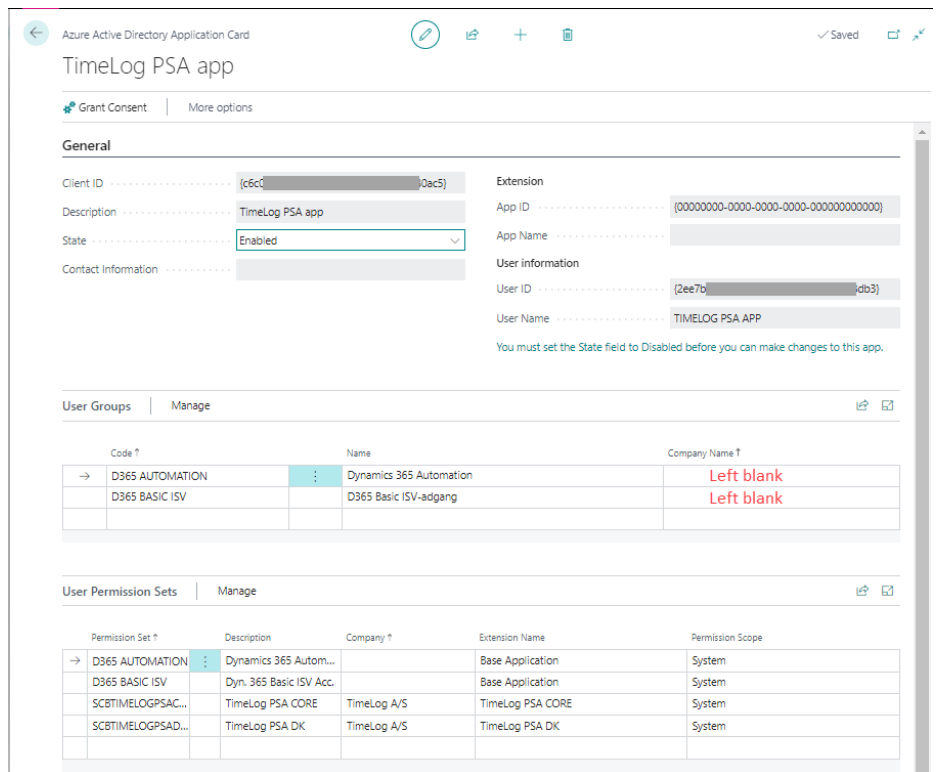 Azure Active Directory Application Card
Saved
TimeLog PSA app
Grant Consent More options
General
Client ID {c6c0 0ac5}
Description TimeLog PSA app
State Enabled
Contact Information
Extension
App ID {00000000-0000-0000-0000-000000000000}
App Name
User information
User ID {2ee7b db3}
User Name TIMELOG PSA APP
You must set the State field to Disabled before you can make changes to this app.
User Groups Manage
Code ↑ Name Company Name ↑
→ D365 AUTOMATION Dynamics 365 Automation Left blank
D365 BASIC ISV D365 Basic ISV-adgang Left blank
User Permission Sets Manage
Permission Set ↑ Description Company ↑ Extension Name Permission Scope
→ D365 AUTOMATION Dynamics 365 Autom... Base Application System
D365 BASIC ISV Dyn. 365 Basic ISV Acc. Base Application System
SCBTIMELOGPSAC... TimeLog PSA CORE TimeLog A/S TimeLog PSA CORE System
SCBTIMELOGPSAD... TimeLog PSA DK TimeLog A/S TimeLog PSA DK System